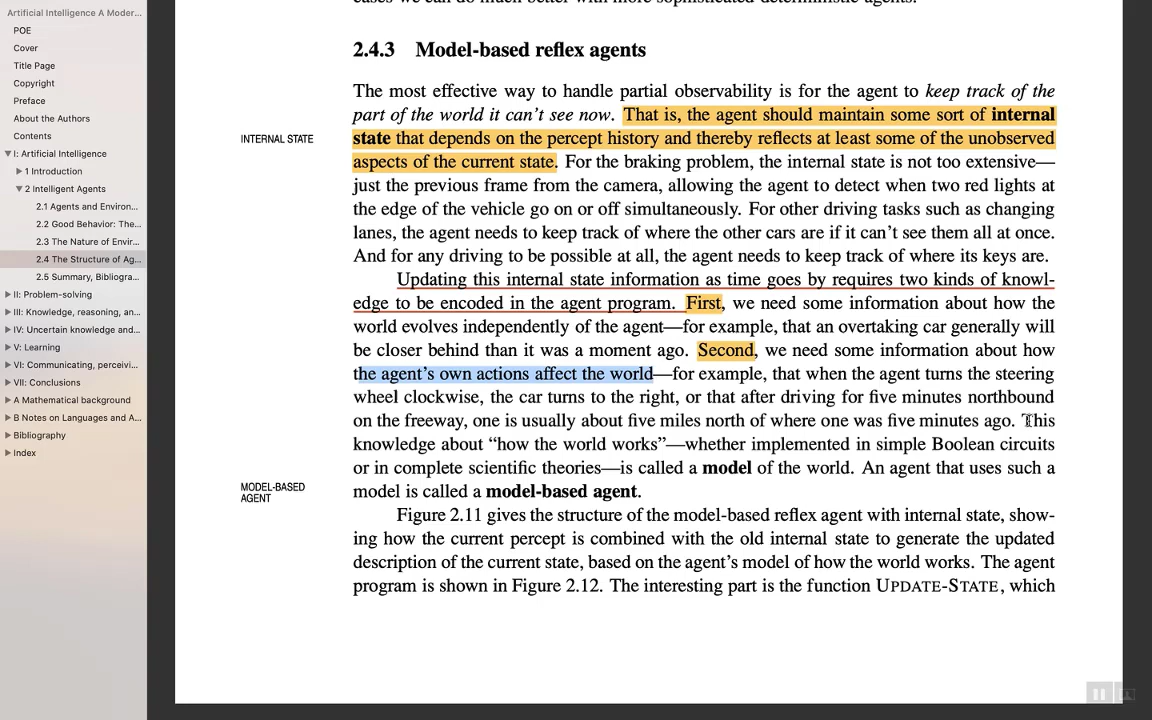 Artificial Intelligence A Moder...
POE
Cover
Title Page
Copyright
Preface
About the Authors
Contents
I: Artificial Intelligence
1 Introduction
2 Intelligent Agents
2.1 Agents and Environ...
2.2 Good Behavior: The...
2.3 The Nature of Envir...
2.4 The Structure of Ag...
2.5 Summary, Bibliogra...
II: Problem-solving
III: Knowledge, reasoning, an...
IV: Uncertain knowledge and...
V: Learning
VI: Communicating, perceivi...
VII: Conclusions
A Mathematical background
B Notes on Languages and A...
Bibliography
Index
cases we can do much better with more sophisticated deterministic agents.
2.4.3 Model-based reflex agents
The most effective way to handle partial observability is for the agent to keep track of the
part of the world it can't see now. That is, the agent should maintain some sort of internal
INTERNAL STATE
state that depends on the percept history and thereby reflects at least some of the unobserved
aspects of the current state. For the braking problem, the internal state is not too extensive—
just the previous frame from the camera, allowing the agent to detect when two red lights at
the edge of the vehicle go on or off simultaneously. For other driving tasks such as changing
lanes, the agent needs to keep track of where the other cars are if it can't see them all at once.
And for any driving to be possible at all, the agent needs to keep track of where its keys are.
Updating this internal state information as time goes by requires two kinds of knowl-
edge to be encoded in the agent program. First, we need some information about how the
world evolves independently of the agent—for example, that an overtaking car generally will
be closer behind than it was a moment ago. Second, we need some information about how
the agent's own actions affect the world—for example, that when the agent turns the steering
wheel clockwise, the car turns to the right, or that after driving for five minutes northbound
on the freeway, one is usually about five miles north of where one was five minutes ago. This
knowledge about "how the world works"—whether implemented in simple Boolean circuits
or in complete scientific theories—is called a model of the world. An agent that uses such a
MODEL-BASED
AGENT
model is called a model-based agent.
Figure 2.11 gives the structure of the model-based reflex agent with internal state, show-
ing how the current percept is combined with the old internal state to generate the updated
description of the current state, based on the agent's model of how the world works. The agent
program is shown in Figure 2.12. The interesting part is the function UPDATE-STATE, which